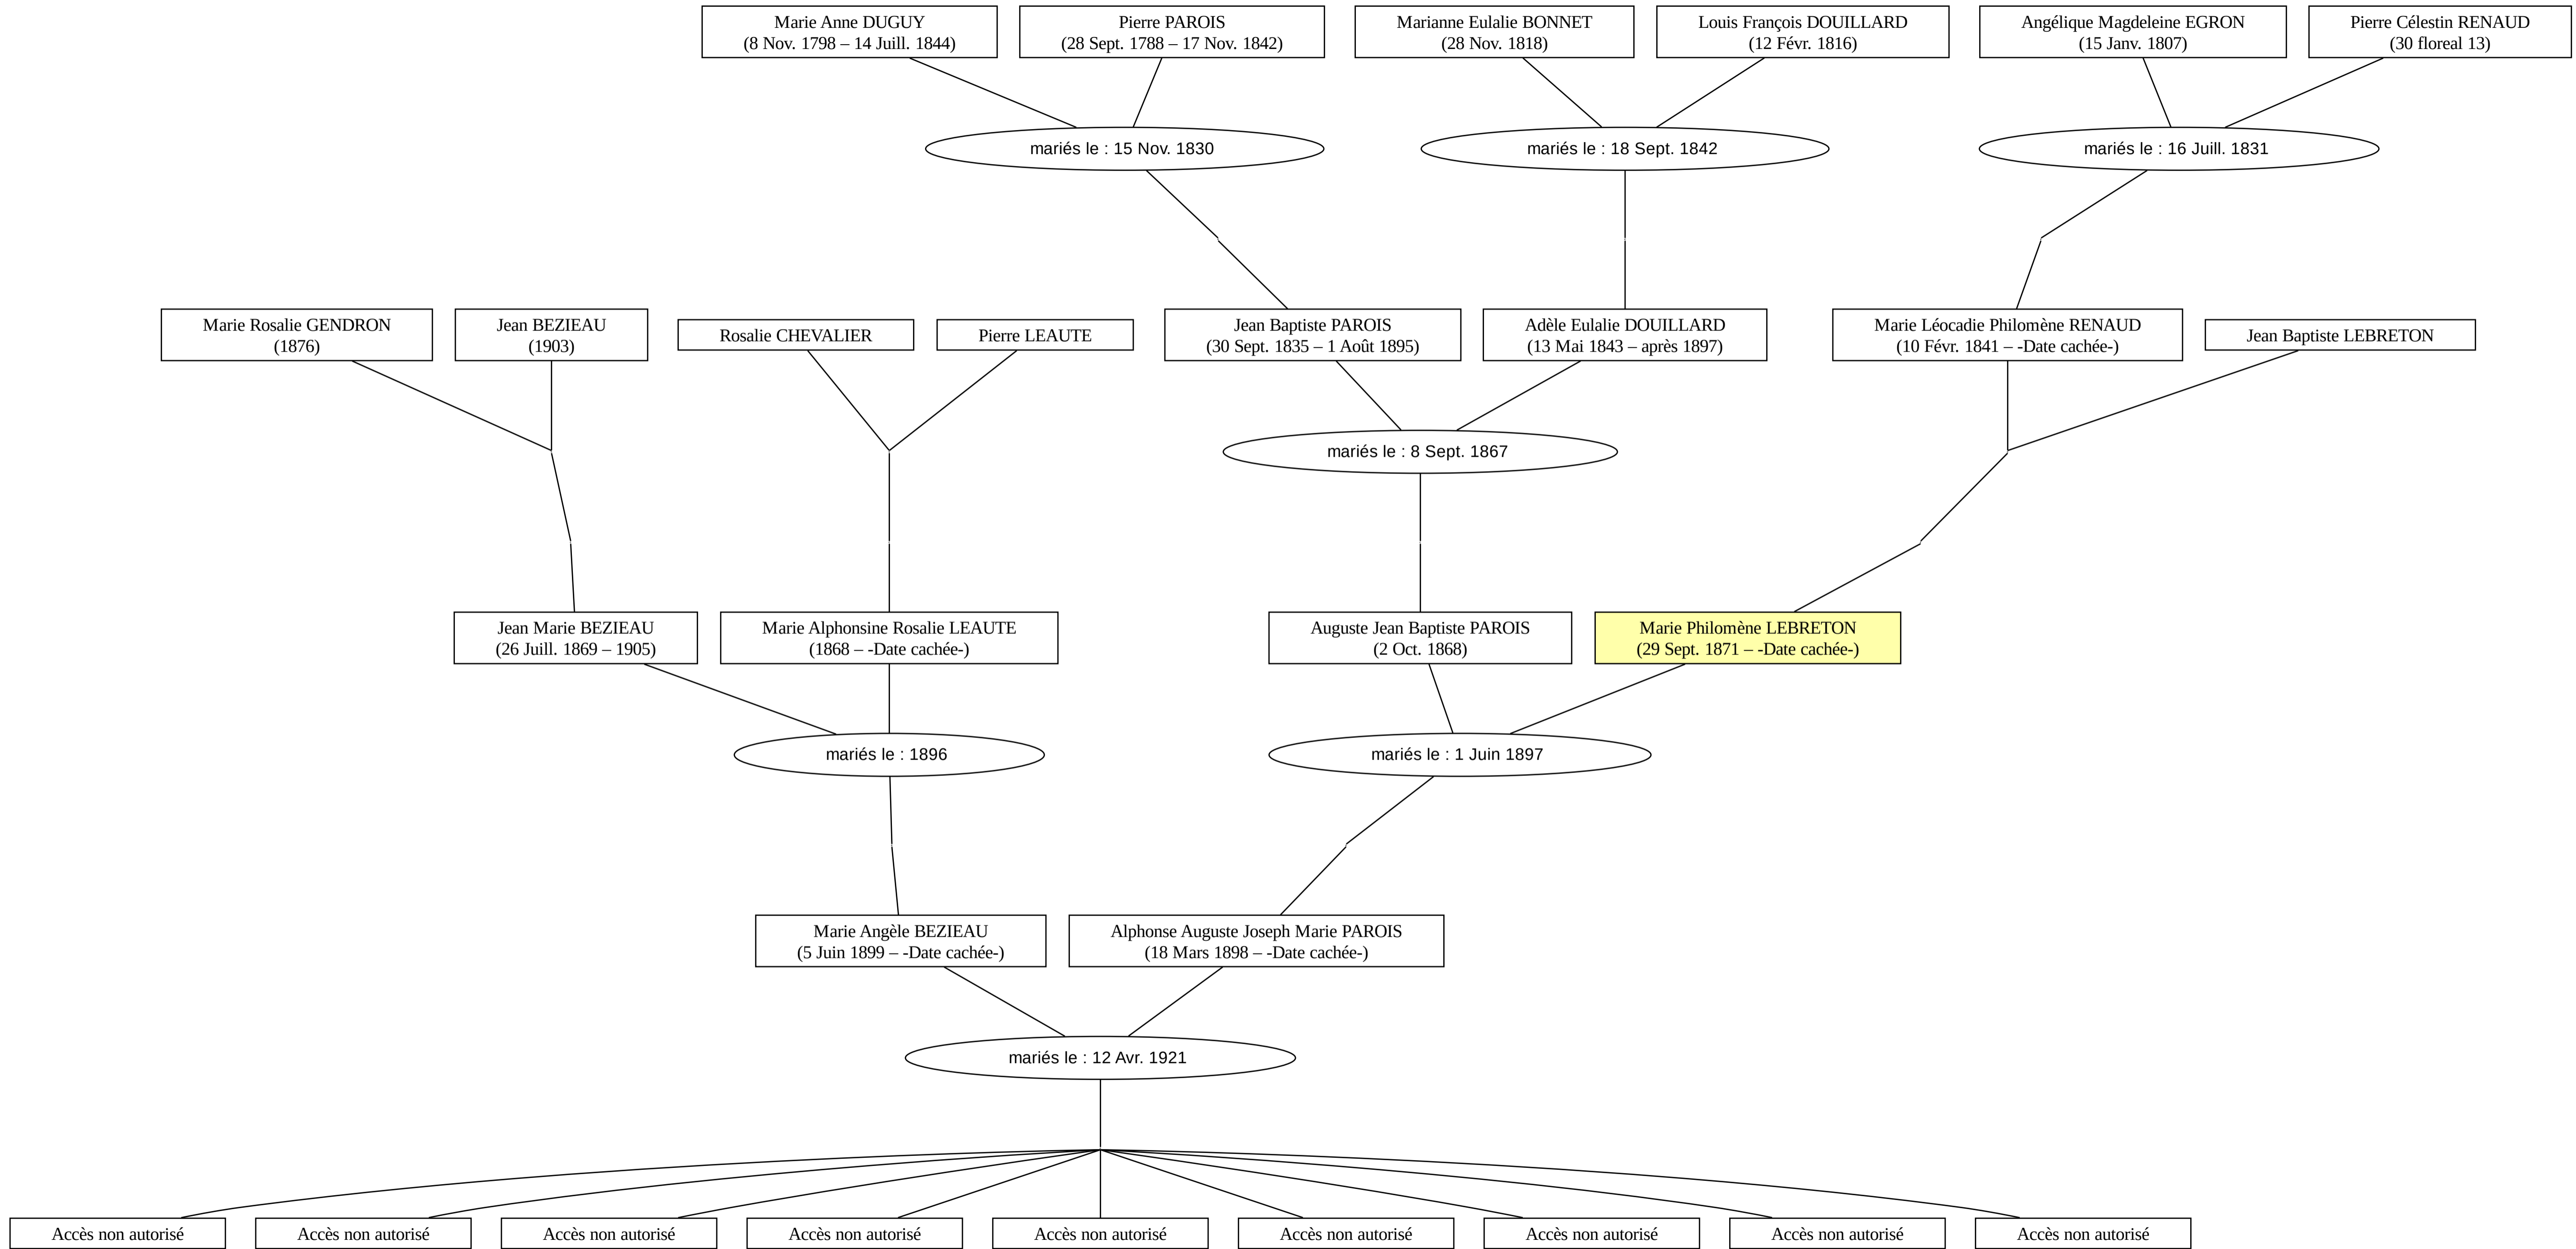 Marie Anne DUGUY
(8 Nov. 1798 – 14 Juill. 1844)
Pierre PAROIS
(28 Sept. 1788 – 17 Nov. 1842)
Marianne Eulalie BONNET
(28 Nov. 1818)
Louis François DOUILLARD
(12 Févr. 1816)
Angélique Magdeleine EGRON
(15 Janv. 1807)
Pierre Célestin RENAUD
(30 floreal 13)
mariés le : 15 Nov. 1830
mariés le : 18 Sept. 1842
mariés le : 16 Juill. 1831
Marie Rosalie GENDRON
(1876)
Jean BEZIEAU
(1903)
Rosalie CHEVALIER
Pierre LEAUTE
Jean Baptiste PAROIS
(30 Sept. 1835 – 1 Août 1895)
Adèle Eulalie DOUILLARD
(13 Mai 1843 – après 1897)
Marie Léocadie Philomène RENAUD
(10 Févr. 1841 – -Date cachée-)
Jean Baptiste LEBRETON
mariés le : 8 Sept. 1867
Jean Marie BEZIEAU
(26 Juill. 1869 – 1905)
Marie Alphonsine Rosalie LEAUTE
(1868 – -Date cachée-)
Auguste Jean Baptiste PAROIS
(2 Oct. 1868)
Marie Philomène LEBRETON
(29 Sept. 1871 – -Date cachée-)
mariés le : 1896
mariés le : 1 Juin 1897
Marie Angèle BEZIEAU
(5 Juin 1899 – -Date cachée-)
Alphonse Auguste Joseph Marie PAROIS
(18 Mars 1898 – -Date cachée-)
mariés le : 12 Avr. 1921
Accès non autorisé
Accès non autorisé
Accès non autorisé
Accès non autorisé
Accès non autorisé
Accès non autorisé
Accès non autorisé
Accès non autorisé
Accès non autorisé